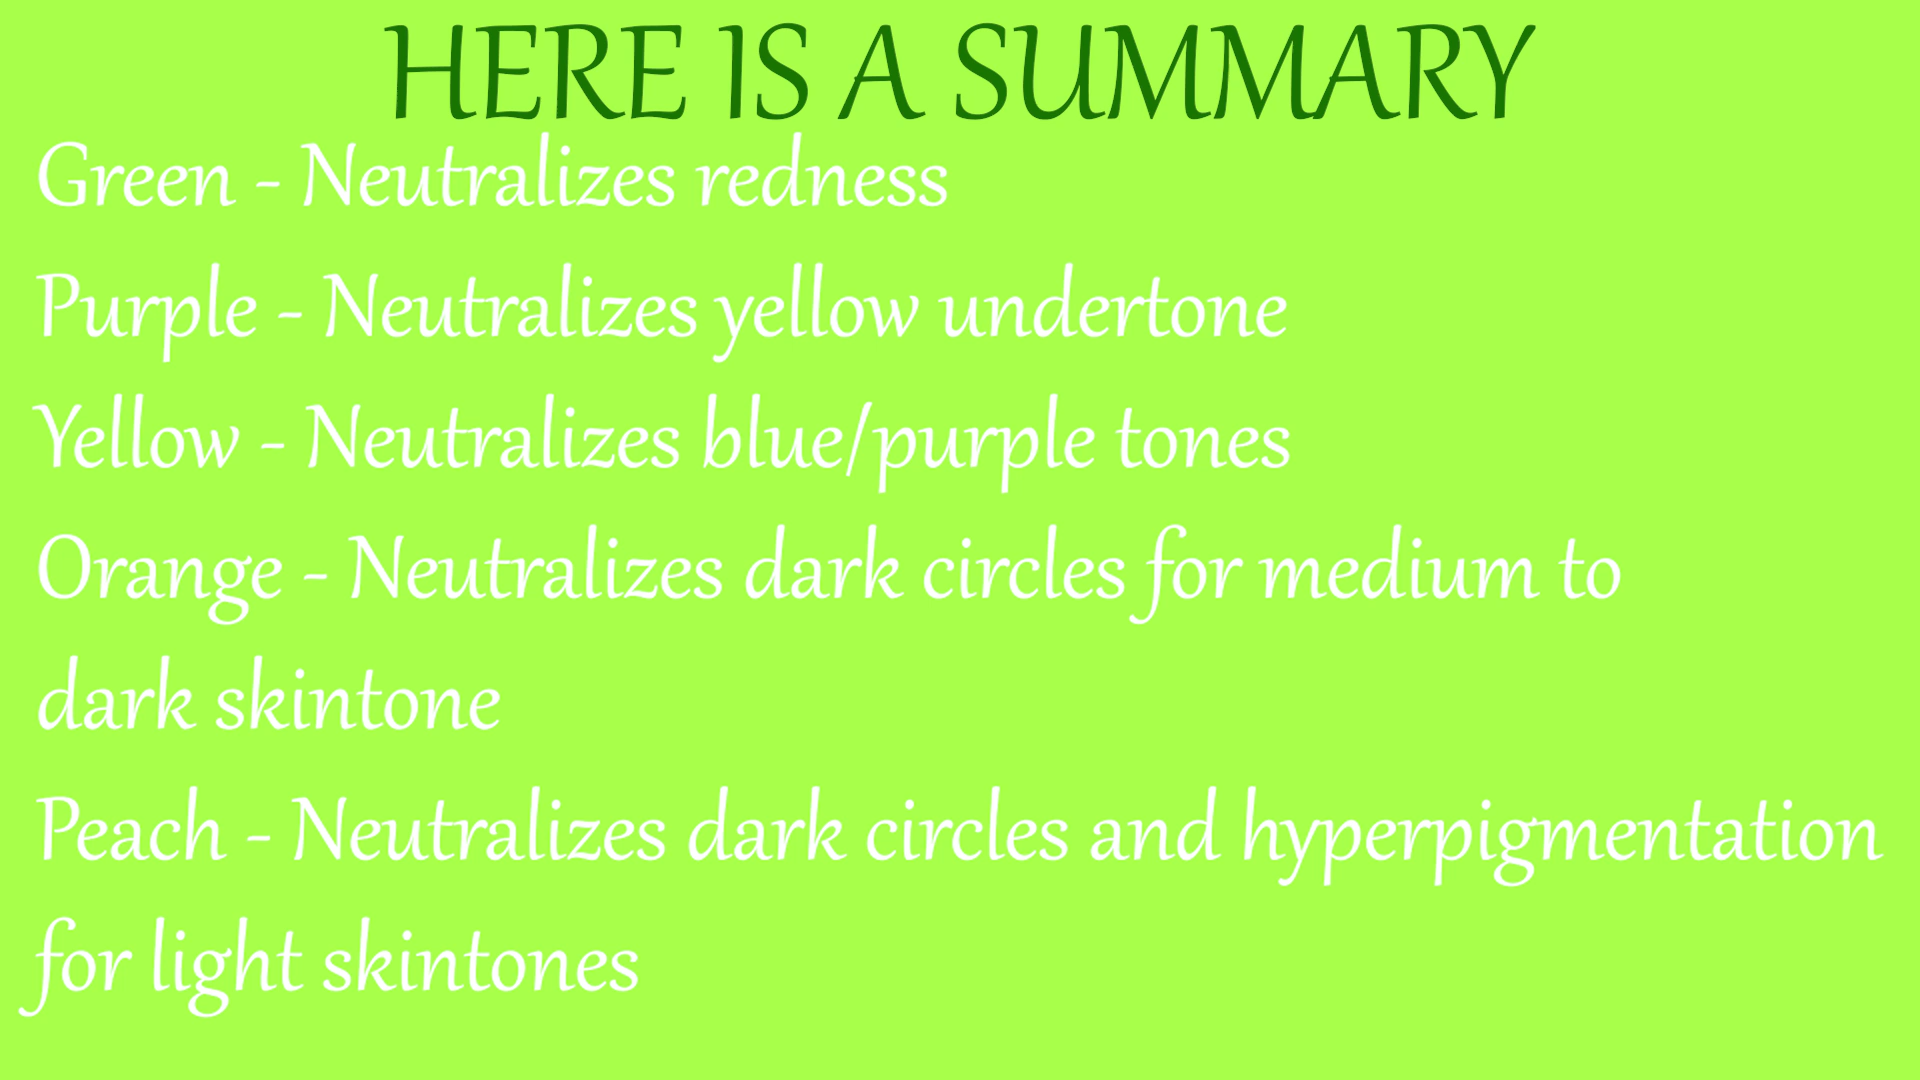 HERE IS A SUMMARY
Green - Neutralizes redness
Purple - Neutralizes yellow undertone
Yellow - Neutralizes blue/purple tones
Orange - Neutralizes dark circles for medium to
dark skintone
Peach - Neutralizes dark circles and hyperpigmentation
for light skintones